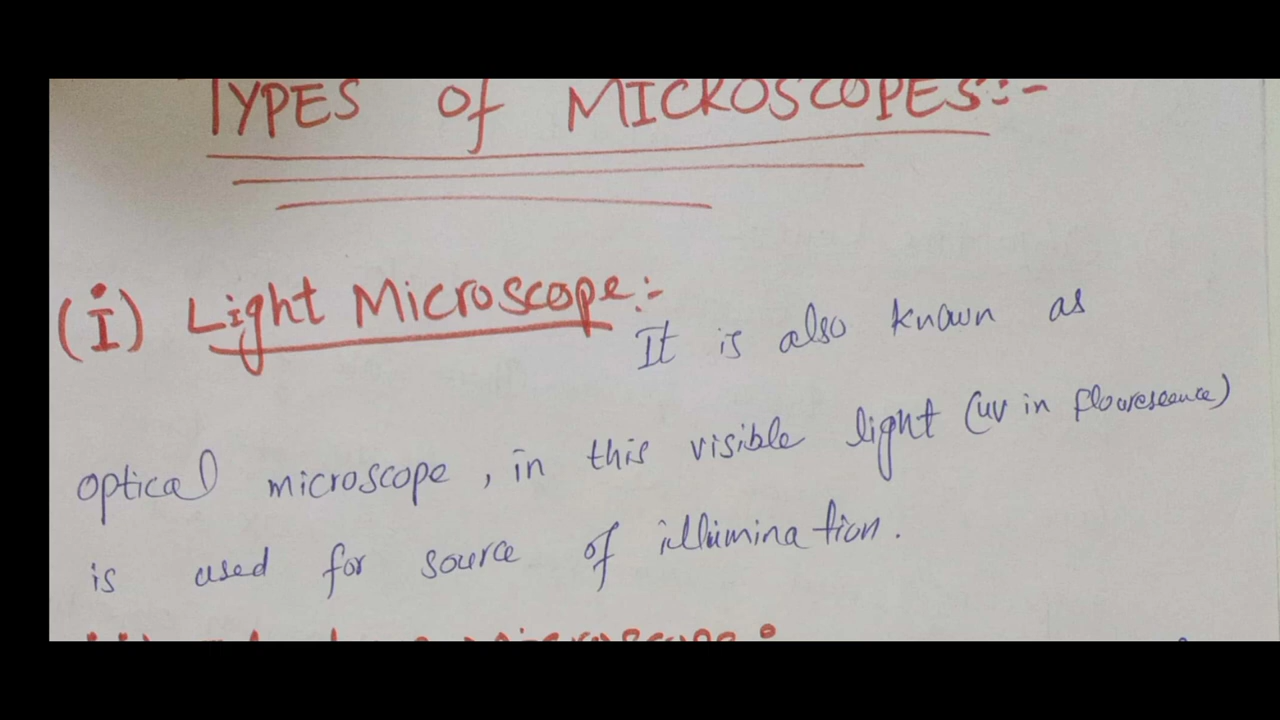 TYPES of MICROSCOPES:-
(i) Light Microscope:-
It is also known as
optical microscope, in this visible light (uv in flourescence)
is used for source of illumination.
Microscope: